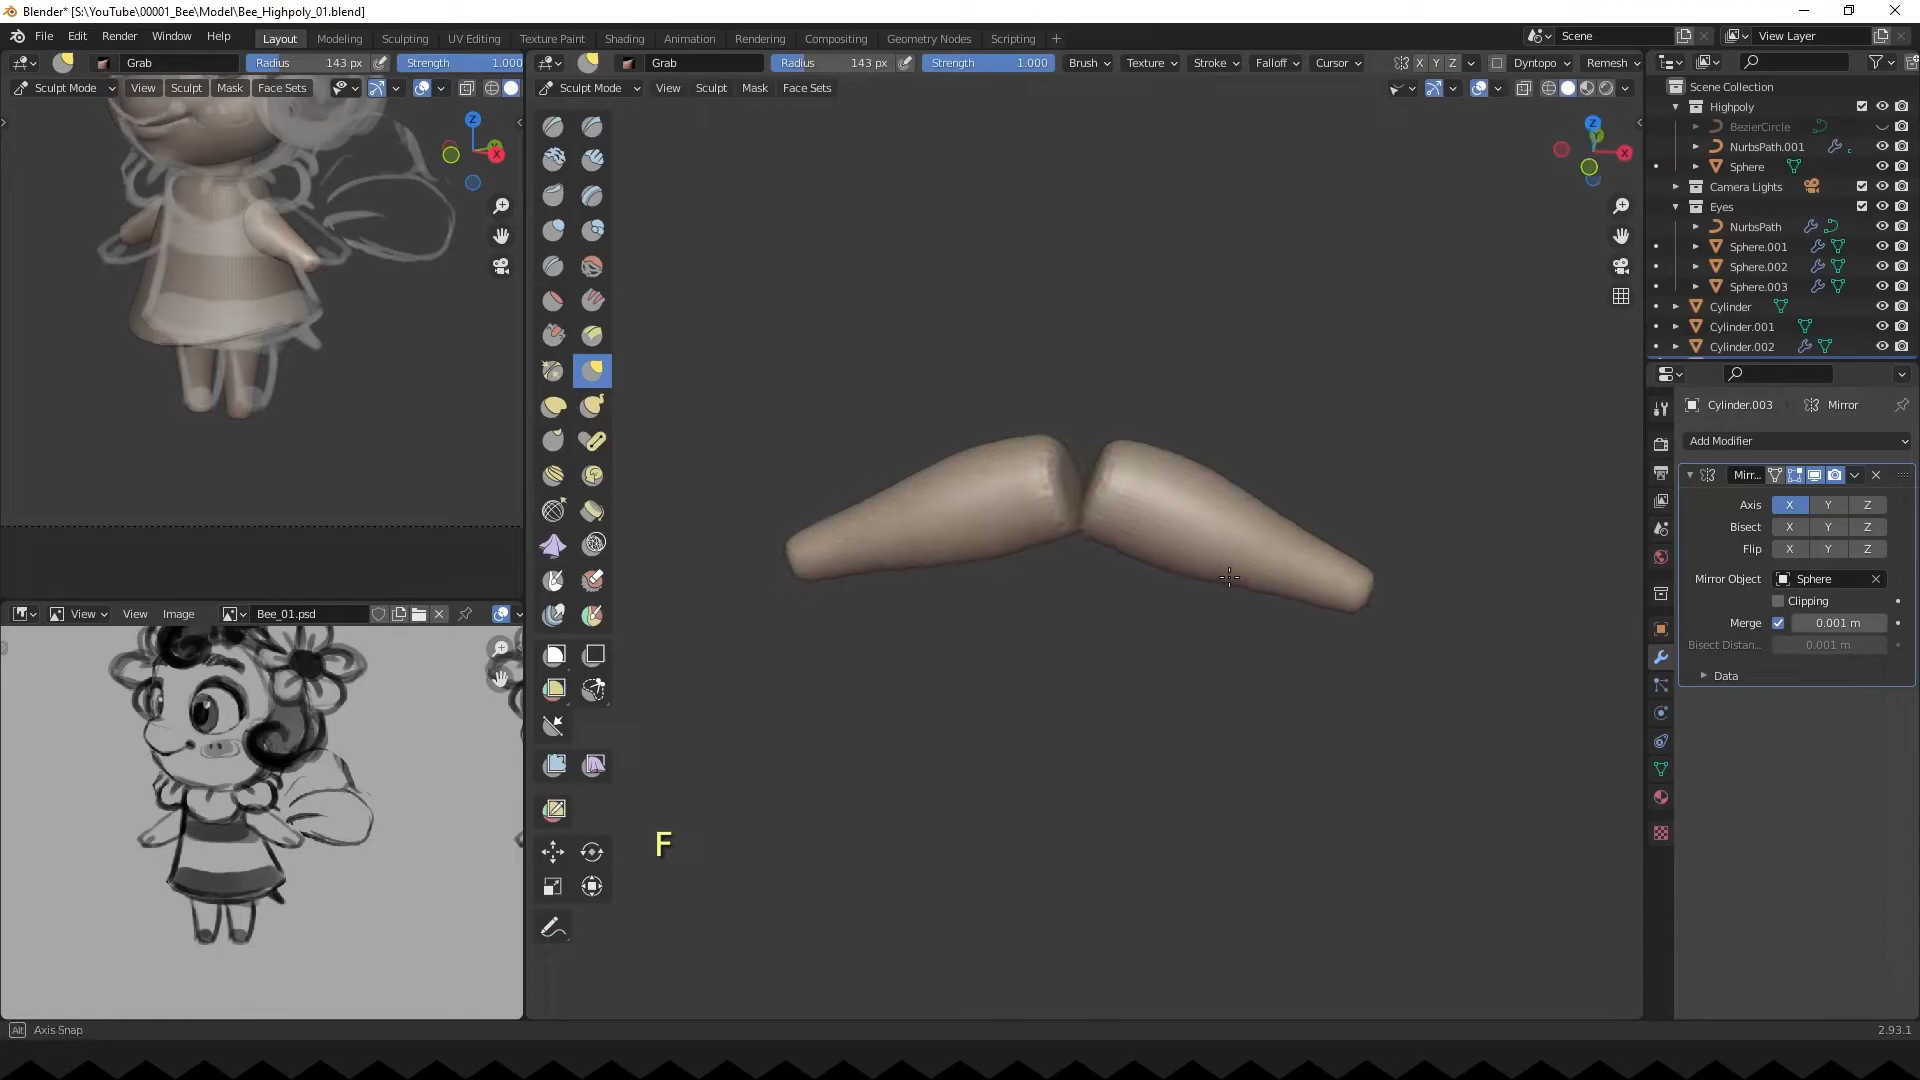 Blender* [S:\YouTube\00001_Bee\Model\Bee_Highpoly_01.blend]
File Edit Render Window Help Layout Modeling Sculpting UV Editing Texture Paint Shading Animation Rendering Compositing Geometry Nodes Scripting + Scene View Layer
Grab Radius 143 px Strength 1.000
Grab Radius 143 px Strength 1.000 Brush Texture Stroke Falloff Cursor X Y Z Dyntopo Remesh
Sculpt Mode View Sculpt Mask Face Sets
Sculpt Mode View Sculpt Mask Face Sets
Scene Collection
Highpoly
BezierCircle
NurbsPath.001
Sphere
Camera Lights
Eyes
NurbsPath
Sphere.001
Sphere.002
Sphere.003
Cylinder
Cylinder.001
Cylinder.002
Z
X
Z
X
Cylinder.003 Mirror
Add Modifier
Mirr...
Axis X Y Z
Bisect X Y Z
Flip X Y Z
Mirror Object Sphere
Clipping
Merge 0.001 m
Bisect Distan... 0.001 m
Data
View View Image Bee_01.psd
F
Alt Axis Snap
2.93.1